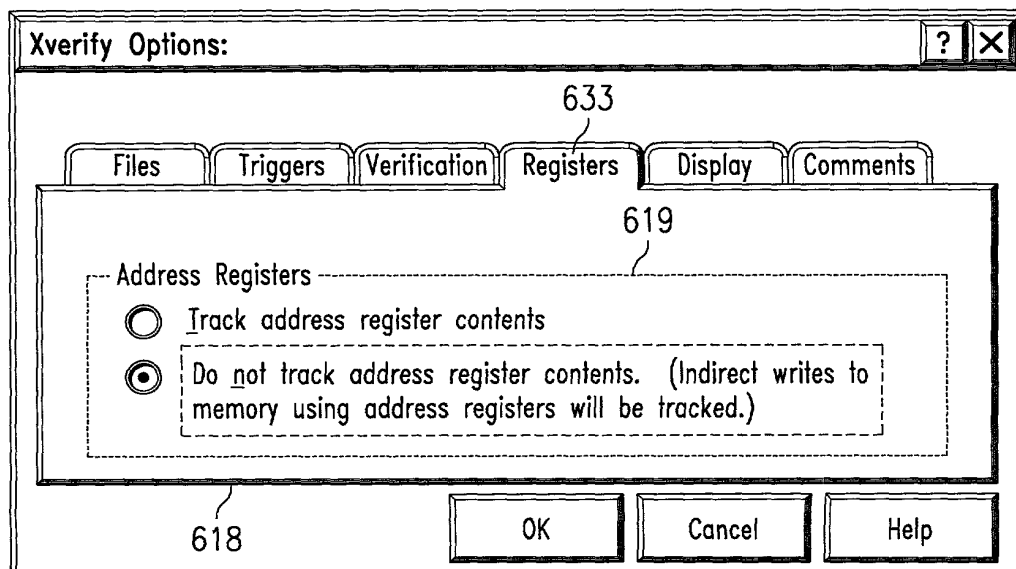 Xverify Options: ? X
633
Files Triggers Verification Registers Display Comments
619
Address Registers
Track address register contents
Do not track address register contents. (Indirect writes to
memory using address registers will be tracked.)
618
OK Cancel Help